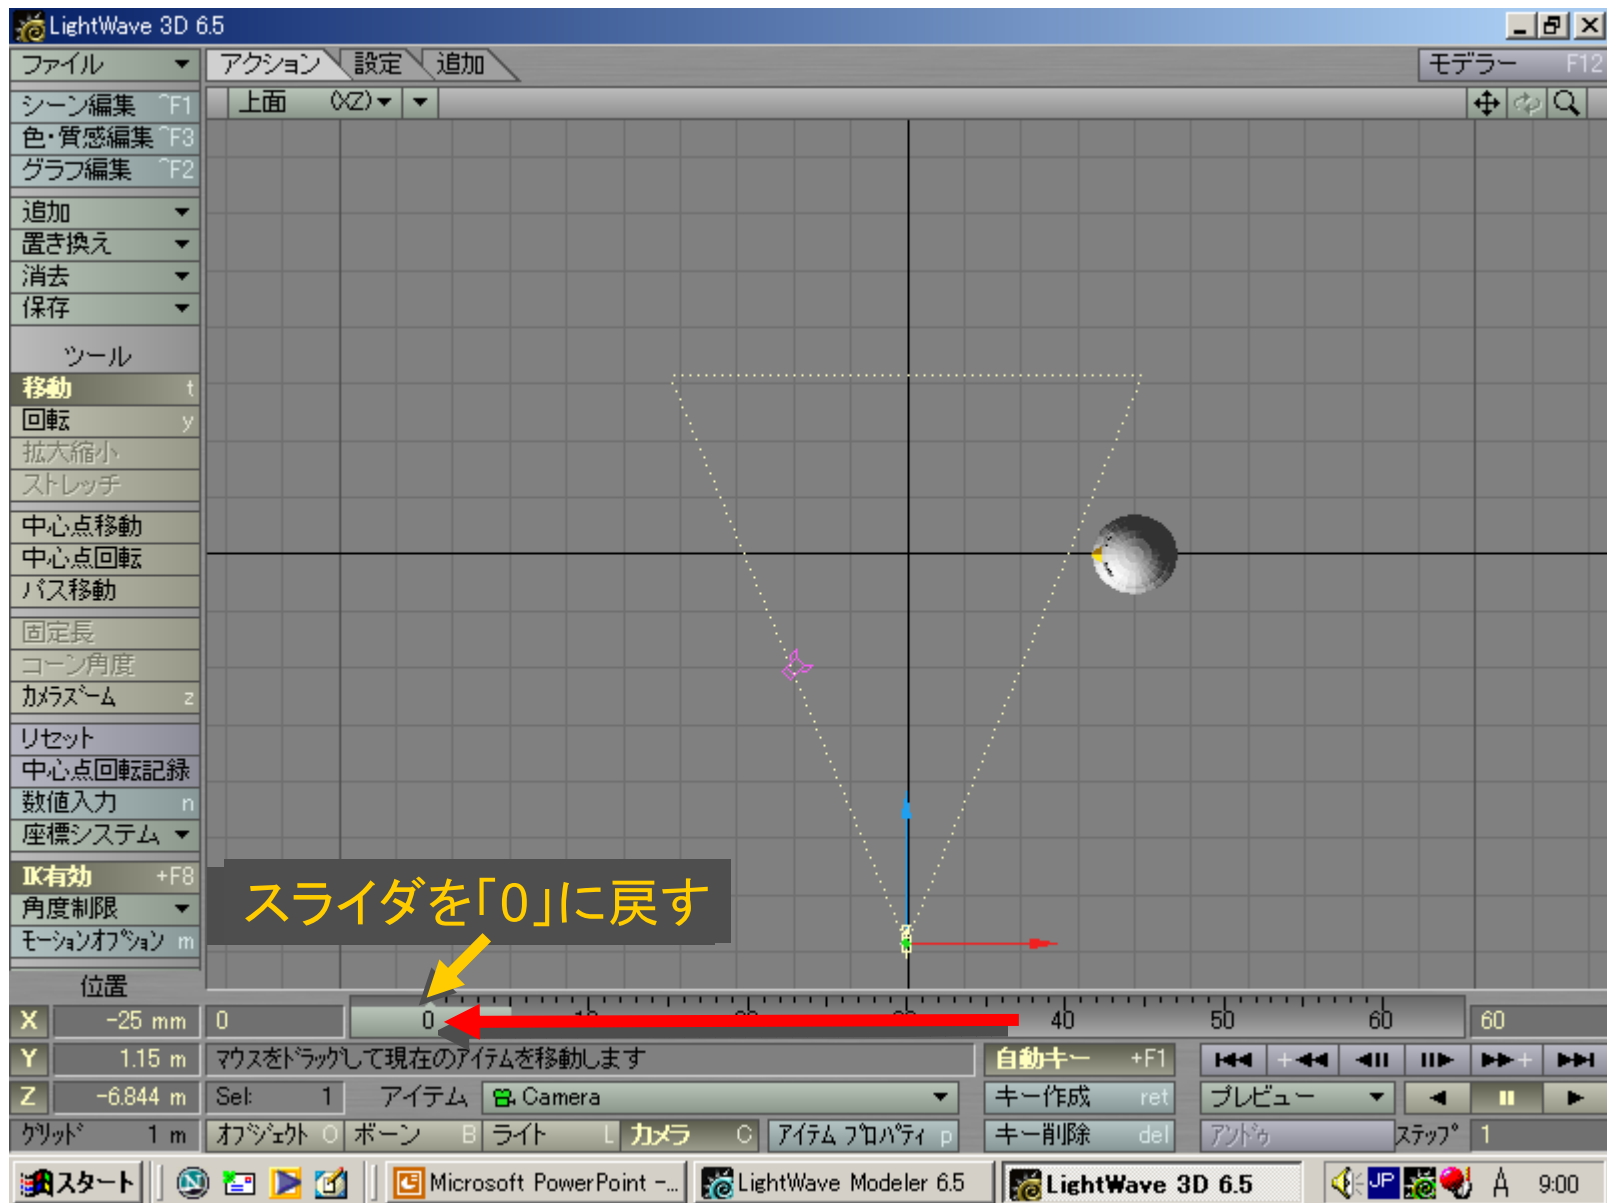 LightWave 3D 6.5
ファイル
アクション 設定 追加
モデラー F12
シーン編集 ^F1
上面 (XZ)
色・質感編集 ^F3
グラフ編集 ^F2
追加
置き換え
消去
保存
ツール
移動 t
回転 y
拡大縮小
ストレッチ
中心点移動
中心点回転
パス移動
固定長
コーン角度
カメラズーム z
リセット
中心点回転記録
数値入力 n
座標システム
IK有効 +F8
角度制限
モーションオプション m
スライダを「0」に戻す
位置
X -25 mm 0 0 40 50 60 60
Y 1.15 m マウスをドラッグして現在のアイテムを移動します 自動キー +F1
Z -6.844 m Sel: 1 アイテム Camera キー作成 ret プレビュー
グリッド 1 m オブジェクト O ボーン B ライト L カメラ C アイテム プロパティ p キー削除 del アンドゥ ステップ 1
スタート Microsoft PowerPoint -... LightWave Modeler 6.5 LightWave 3D 6.5 JP A 9:00